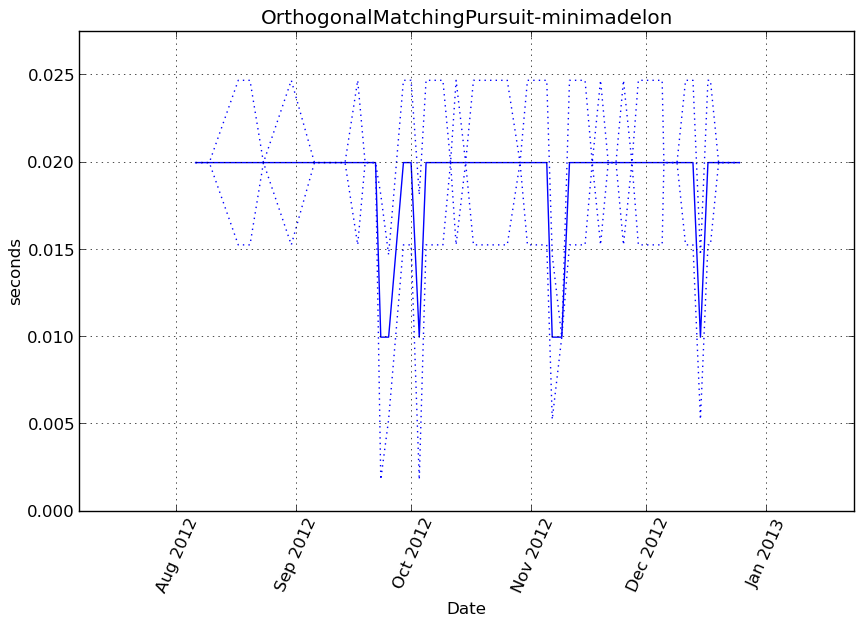 OrthogonalMatchingPursuit-minimadelon
0.025
0.020
0.015
0.010
0.005
0.000
seconds
Aug 2012
Sep 2012
Oct 2012
Nov 2012
Dec 2012
Jan 2013
Date